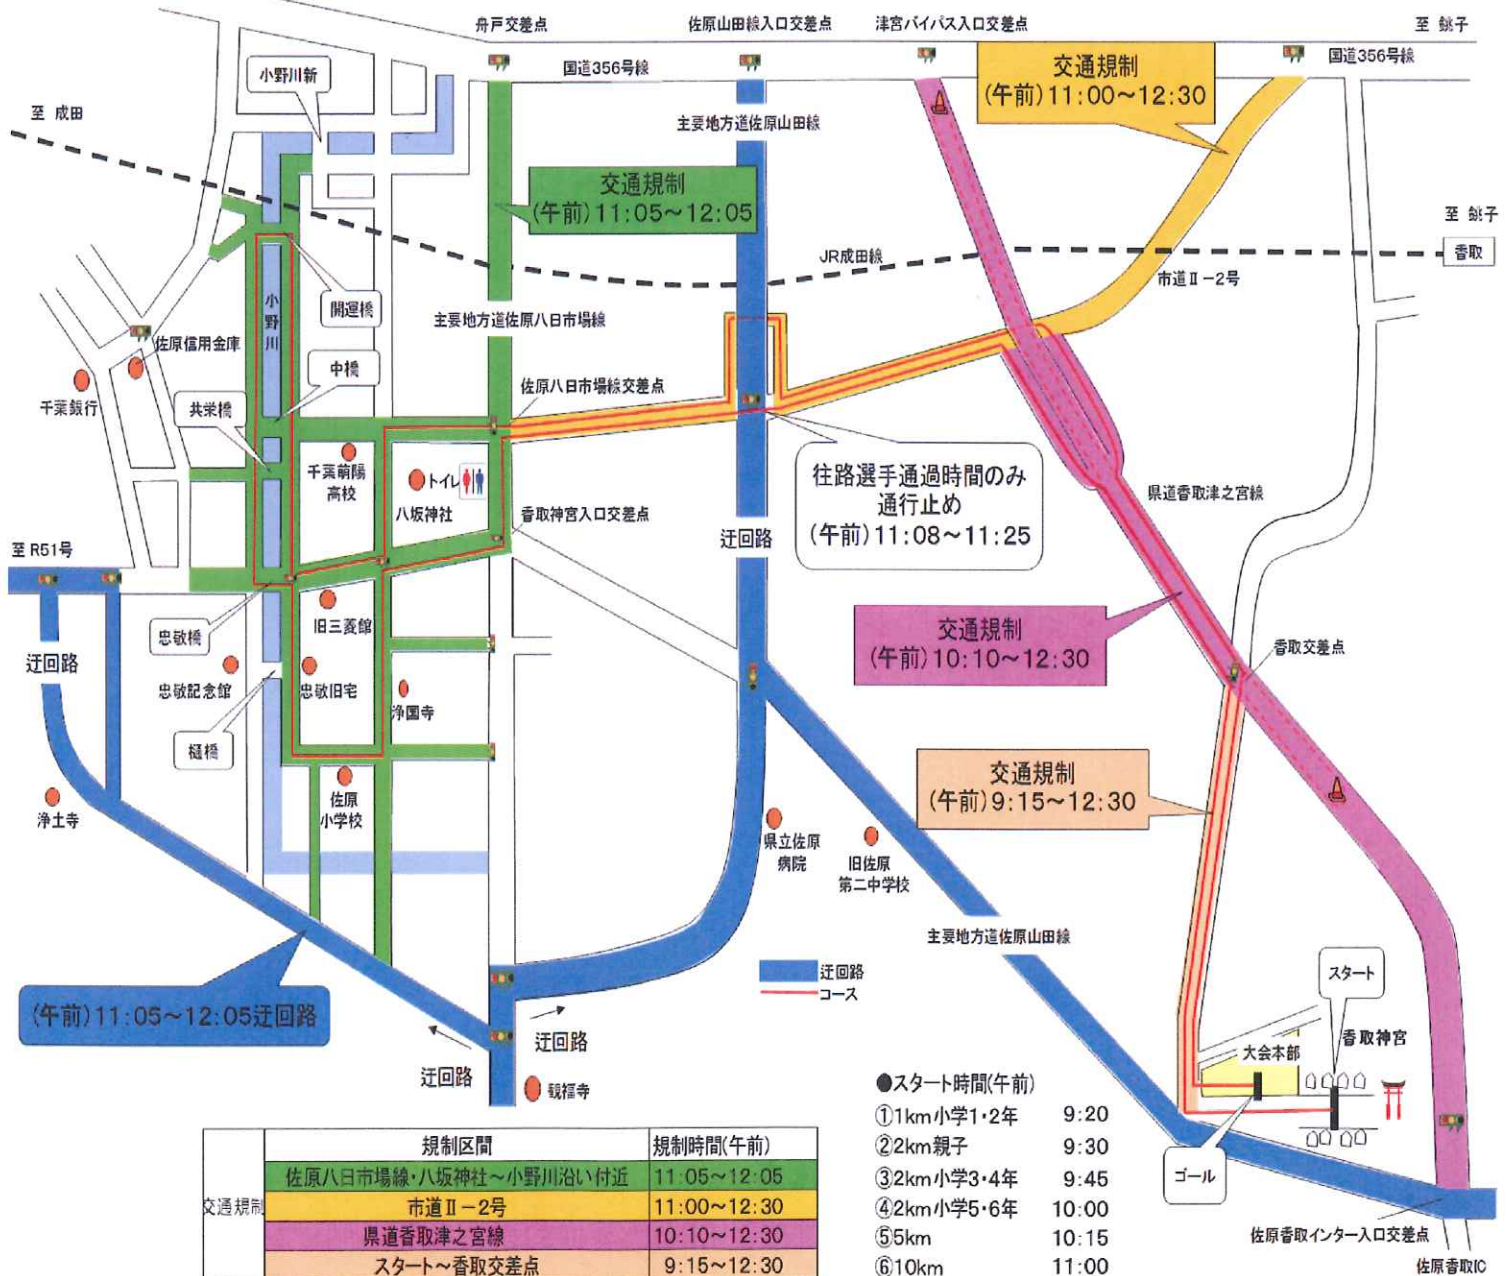 舟戸交差点
佐原山田線入口交差点
津宮バイパス入口交差点
至 銚子
国道356号線
国道356号線
小野川新
交通規制
(午前)11:00～12:30
至 成田
主要地方道佐原山田線
交通規制
(午前)11:05～12:05
至 銚子
香取
JR成田線
市道Ⅱ－2号
小野川
開運橋
主要地方道佐原八日市場線
佐原信用金庫
中橋
佐原八日市場線交差点
千葉銀行
共栄橋
千葉萌陽
高校
トイレ
八坂神社
香取神宮入口交差点
往路選手通過時間のみ
通行止め
(午前)11:08～11:25
県道香取津之宮線
至 R51号
迂回路
旧三菱館
忠敬橋
交通規制
(午前)10:10～12:30
香取交差点
迂回路
忠敬記念館
忠敬旧宅
浄国寺
樋橋
交通規制
(午前)9:15～12:30
佐原
小学校
浄土寺
県立佐原
病院
旧佐原
第二中学校
主要地方道佐原山田線
迂回路
コース
スタート
(午前)11:05～12:05迂回路
迂回路
迂回路
観福寺
香取神宮
大会本部
ゴール
●スタート時間(午前)
①1km小学1・2年 9:20
②2km親子 9:30
③2km小学3・4年 9:45
④2km小学5・6年 10:00
⑤5km 10:15
⑥10km 11:00
規制区間 規制時間(午前)
交通規制
佐原八日市場線・八坂神社～小野川沿い付近 11:05～12:05
市道Ⅱ－2号 11:00～12:30
県道香取津之宮線 10:10～12:30
スタート～香取交差点 9:15～12:30
佐原香取インター入口交差点
佐原香取IC